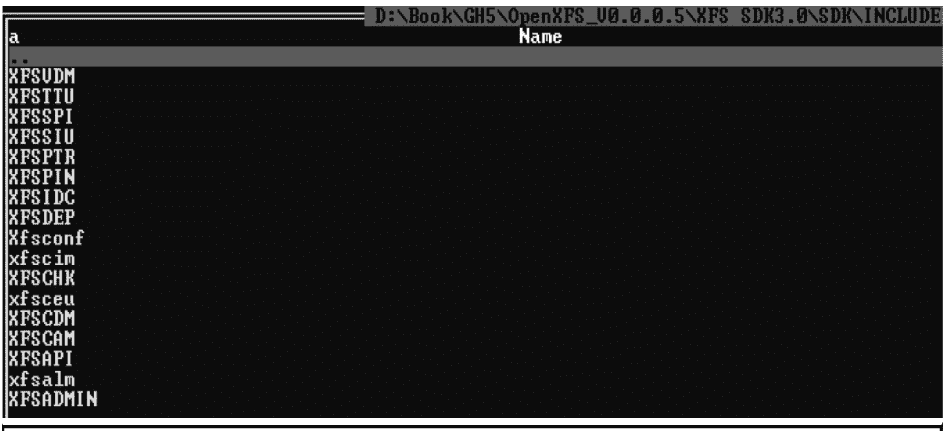 D:\Book\GH5\OpenXFS_V0.0.0.5\XFS SDK3.0\SDK\INCLUDE
a Name
..
XFSVDM
XFSTTU
XFSSPI
XFSSIU
XFSPTR
XFSPIN
XFSIDC
XFSDEP
Xfsconf
xfscim
XFSCHK
xfsceu
XFSCDM
XFSCAM
XFSAPI
xfsalm
XFSADMIN